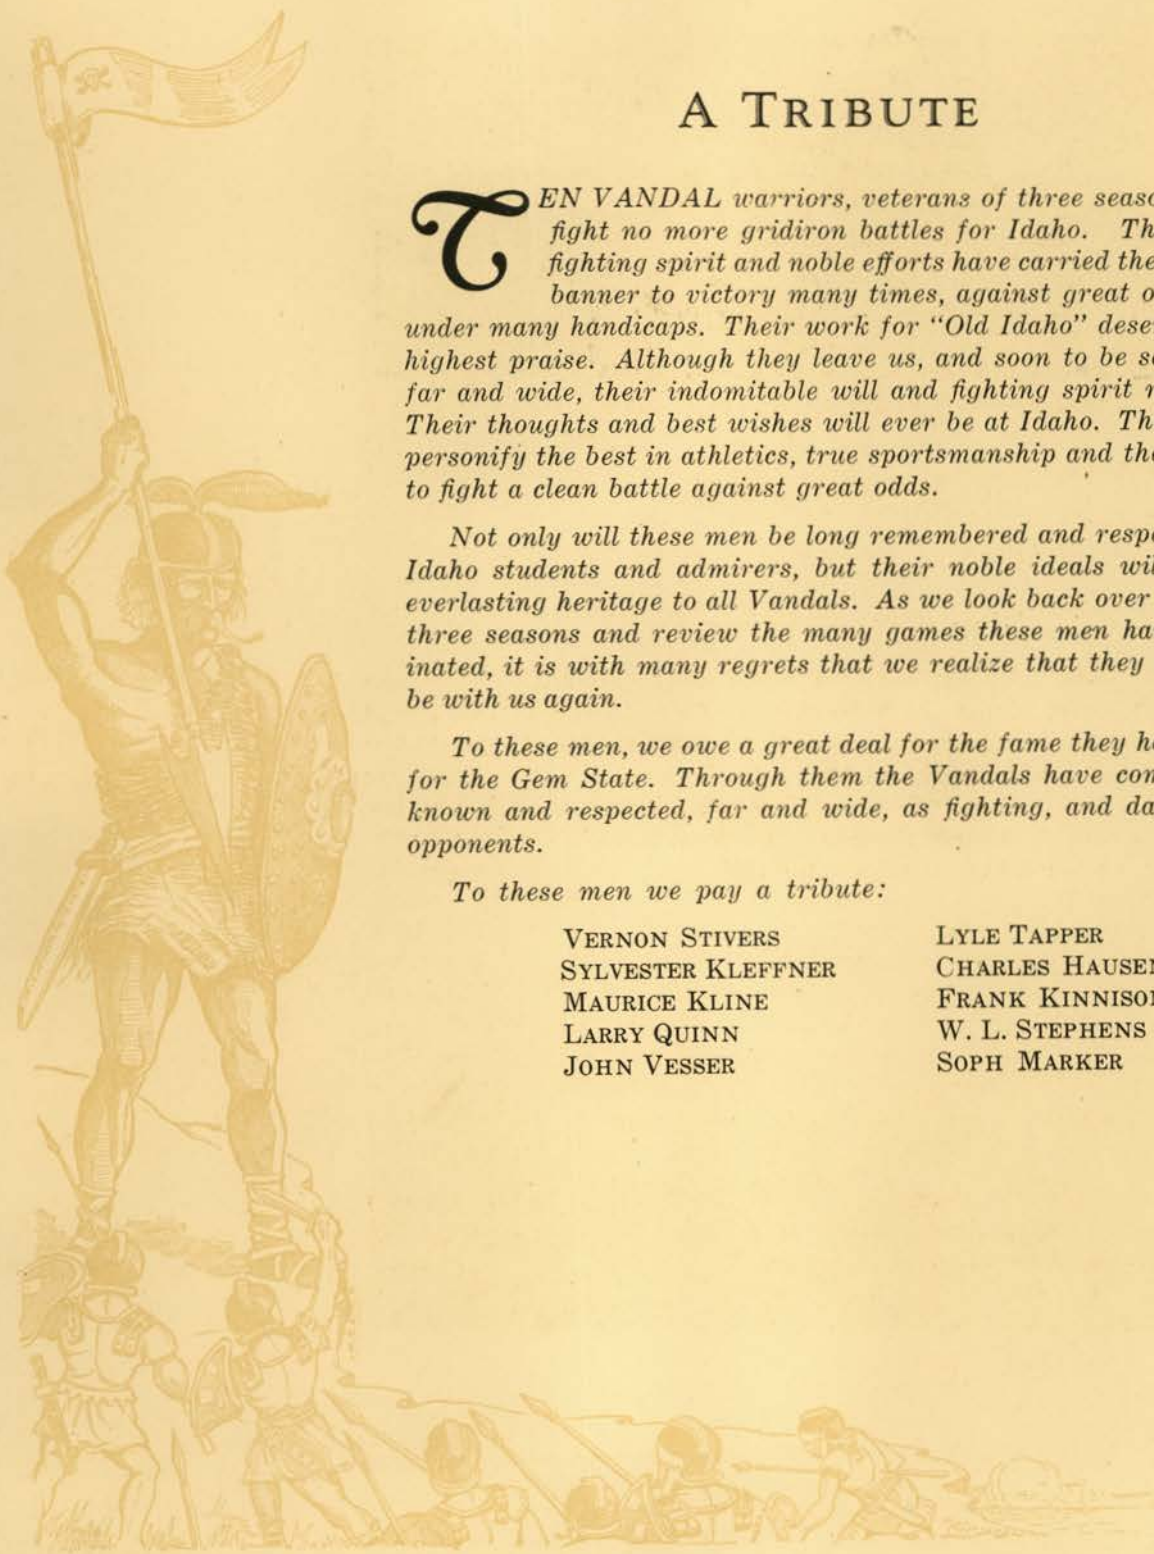 A TRIBUTE
TEN VANDAL warriors, veterans of three seaso
fight no more gridiron battles for Idaho. Th
fighting spirit and noble efforts have carried the
banner to victory many times, against great o
under many handicaps. Their work for "Old Idaho" dese
highest praise. Although they leave us, and soon to be s
far and wide, their indomitable will and fighting spirit
Their thoughts and best wishes will ever be at Idaho. Th
personify the best in athletics, true sportsmanship and th
to fight a clean battle against great odds.
Not only will these men be long remembered and resp
Idaho students and admirers, but their noble ideals wil
everlasting heritage to all Vandals. As we look back over
three seasons and review the many games these men ha
inated, it is with many regrets that we realize that they
be with us again.
To these men, we owe a great deal for the fame they h
for the Gem State. Through them the Vandals have com
known and respected, far and wide, as fighting, and da
opponents.
To these men we pay a tribute:
VERNON STIVERS
SYLVESTER KLEFFNER
MAURICE KLINE
LARRY QUINN
JOHN VESSER
LYLE TAPPER
CHARLES HAUSEN
FRANK KINNISON
W. L. STEPHENS
SOPH MARKER